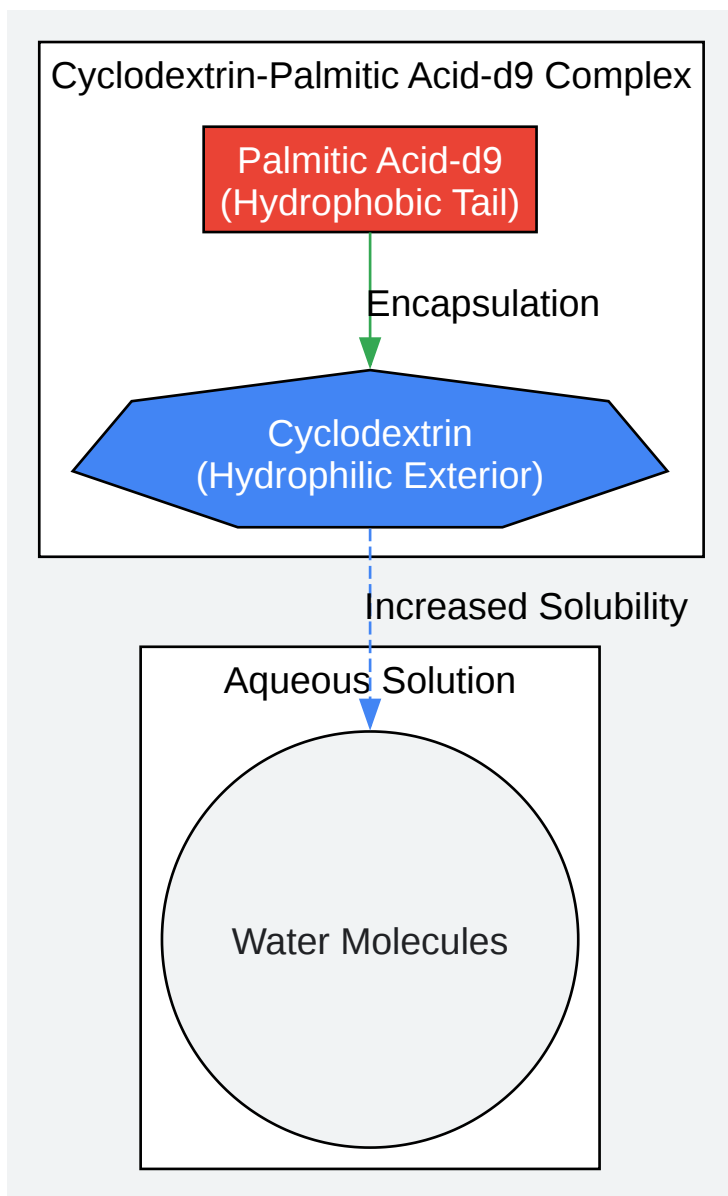 Cyclodextrin-Palmitic Acid-d9 Complex
Palmitic Acid-d9
(Hydrophobic Tail)
Encapsulation
Cyclodextrin
(Hydrophilic Exterior)
Increased Solubility
Aqueous Solution
Water Molecules